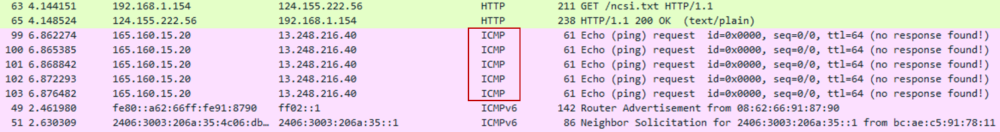 63 4.144151 192.168.1.154 124.155.222.56 HTTP 211 GET /ncsi.txt HTTP/1.1
65 4.148524 124.155.222.56 192.168.1.154 HTTP 238 HTTP/1.1 200 OK (text/plain)
99 6.862274 165.160.15.20 13.248.216.40 ICMP 61 Echo (ping) request id=0x0000, seq=0/0, ttl=64 (no response found!)
100 6.865385 165.160.15.20 13.248.216.40 ICMP 61 Echo (ping) request id=0x0000, seq=0/0, ttl=64 (no response found!)
101 6.868842 165.160.15.20 13.248.216.40 ICMP 61 Echo (ping) request id=0x0000, seq=0/0, ttl=64 (no response found!)
102 6.872293 165.160.15.20 13.248.216.40 ICMP 61 Echo (ping) request id=0x0000, seq=0/0, ttl=64 (no response found!)
103 6.876482 165.160.15.20 13.248.216.40 ICMP 61 Echo (ping) request id=0x0000, seq=0/0, ttl=64 (no response found!)
49 2.461980 fe80::a62:66ff:fe91:8790 ff02::1 ICMPv6 142 Router Advertisement from 08:62:66:91:87:90
51 2.630309 2406:3003:206a:35:4c06:db… 2406:3003:206a:35::1 ICMPv6 86 Neighbor Solicitation for 2406:3003:206a:35::1 from bc:ae:c5:91:78:11